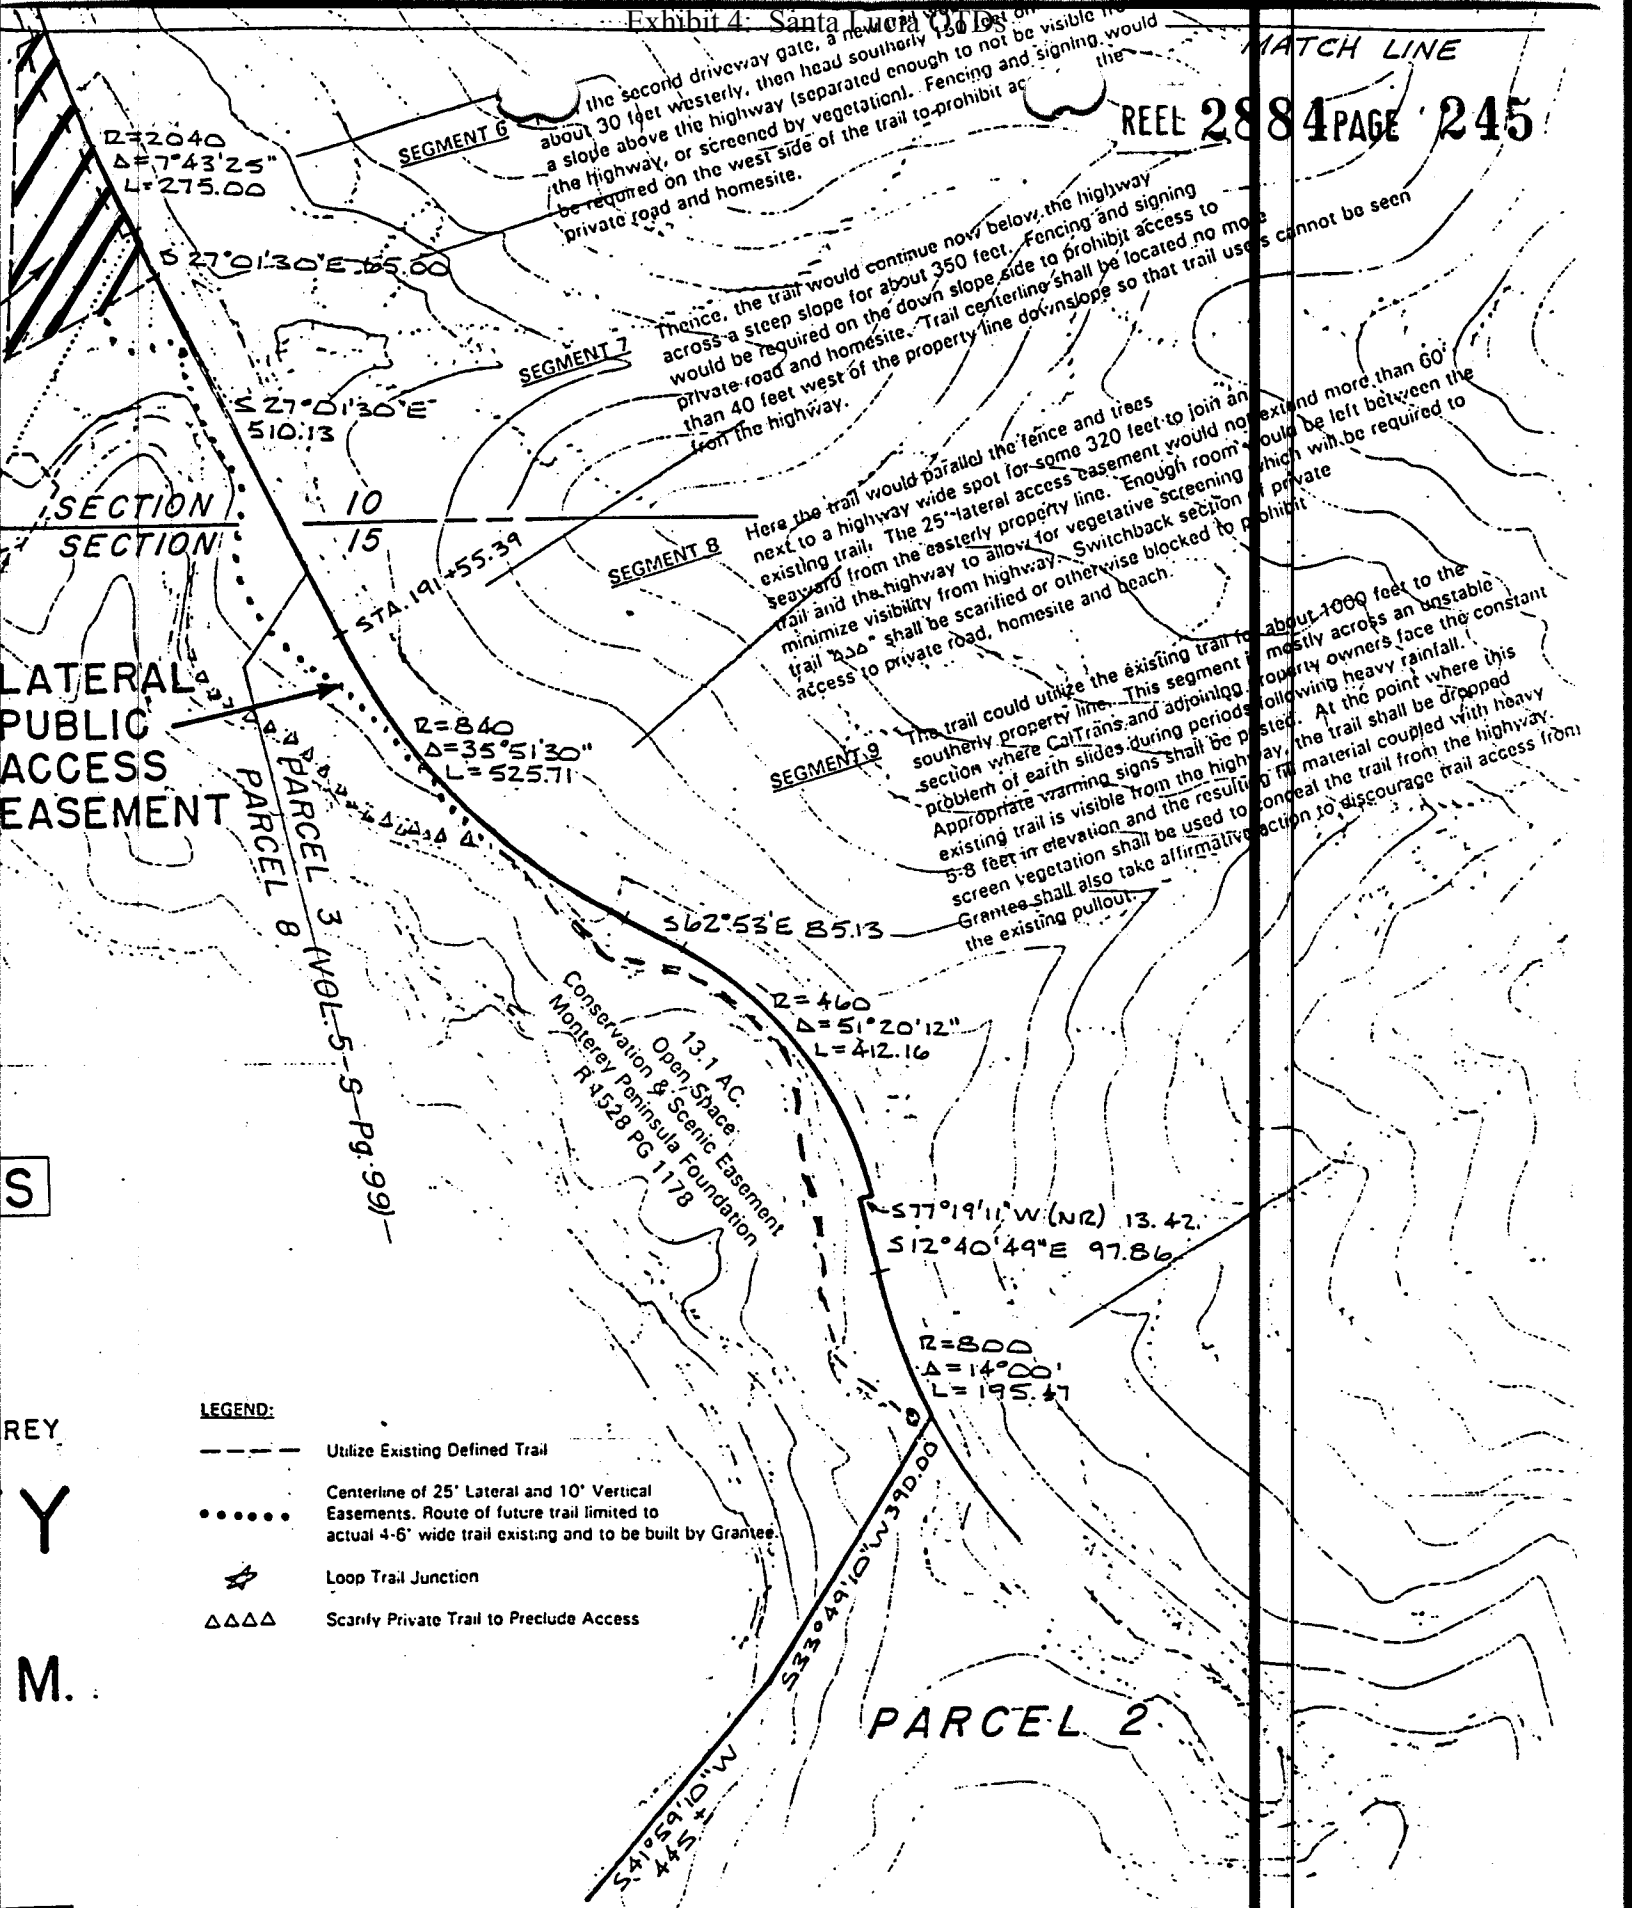 Exhibit 4: Santa Lucia OTDs
MATCH LINE
REEL 2884 PAGE 245
R=2040
Δ=7°43'25"
L=275.00
SEGMENT 6
the second driveway gate, a new
about 30 feet westerly, then head southerly 150 feet on
a slope above the highway (separated enough to not be visible
the highway, or screened by vegetation). Fencing and signing would
be required on the west side of the trail to prohibit the
private road and homesite.
S 27°01'30"E 65.00
SEGMENT 7
Thence, the trail would continue now below the highway
across a steep slope for about 350 feet. Fencing and signing
would be required on the down slope side to prohibit access to
private road and homesite. Trail centerline shall be located no more
than 40 feet west of the property line downslope so that trail users cannot be seen
from the highway.
S 27°01'30"E
510.13
SECTION 10
SECTION 15
STA. 191+55.39
SEGMENT 8
Here the trail would parallel the fence and trees
next to a highway wide spot for some 320 feet to join an
existing trail. The 25' lateral access easement would not extend more than 60'
seaward from the easterly property line. Enough room would be left between the
trail and the highway to allow for vegetative screening which will be required to
minimize visibility from highway. Switchback section of private
trail "ΔΔΔ" shall be scarified or otherwise blocked to prohibit
access to private road, homesite and beach.
LATERAL
PUBLIC
ACCESS
EASEMENT
R=840
Δ=35°51'30"
L=525.71
SEGMENT 9
The trail could utilize the existing trail for about 1000 feet to the
southerly property line. This segment is mostly across an unstable
section where CalTrans and adjoining property owners face the constant
problem of earth slides during periods following heavy rainfall.
Appropriate warning signs shall be posted. At the point where this
existing trail is visible from the highway, the trail shall be dropped
5-8 feet in elevation and the resulting fill material coupled with heavy
screen vegetation shall be used to conceal the trail from the highway.
Grantee shall also take affirmative action to discourage trail access from
the existing pullout.
PARCEL 3 (VOL. 5-S-Pg. 99)
PARCEL 8
S62°53'E 85.13
R=460
Δ=51°20'12"
L=412.16
13.1 AC.
Open Space
Conservation & Scenic Easement
Monterey Peninsula Foundation
R 1528 PG 1178
S
S77°19'11"W (NR) 13.42
S12°40'49"E 97.86
R=800
Δ=14°00'
L=195.47
LEGEND:
REY
Utilize Existing Defined Trail
Centerline of 25' Lateral and 10' Vertical
Easements. Route of future trail limited to
actual 4-6' wide trail existing and to be built by Grantee.
Y
Loop Trail Junction
ΔΔΔΔ Scarify Private Trail to Preclude Access
S33°49'10"W 390.00
M.
PARCEL 2
S41°59'10"W
445 ±